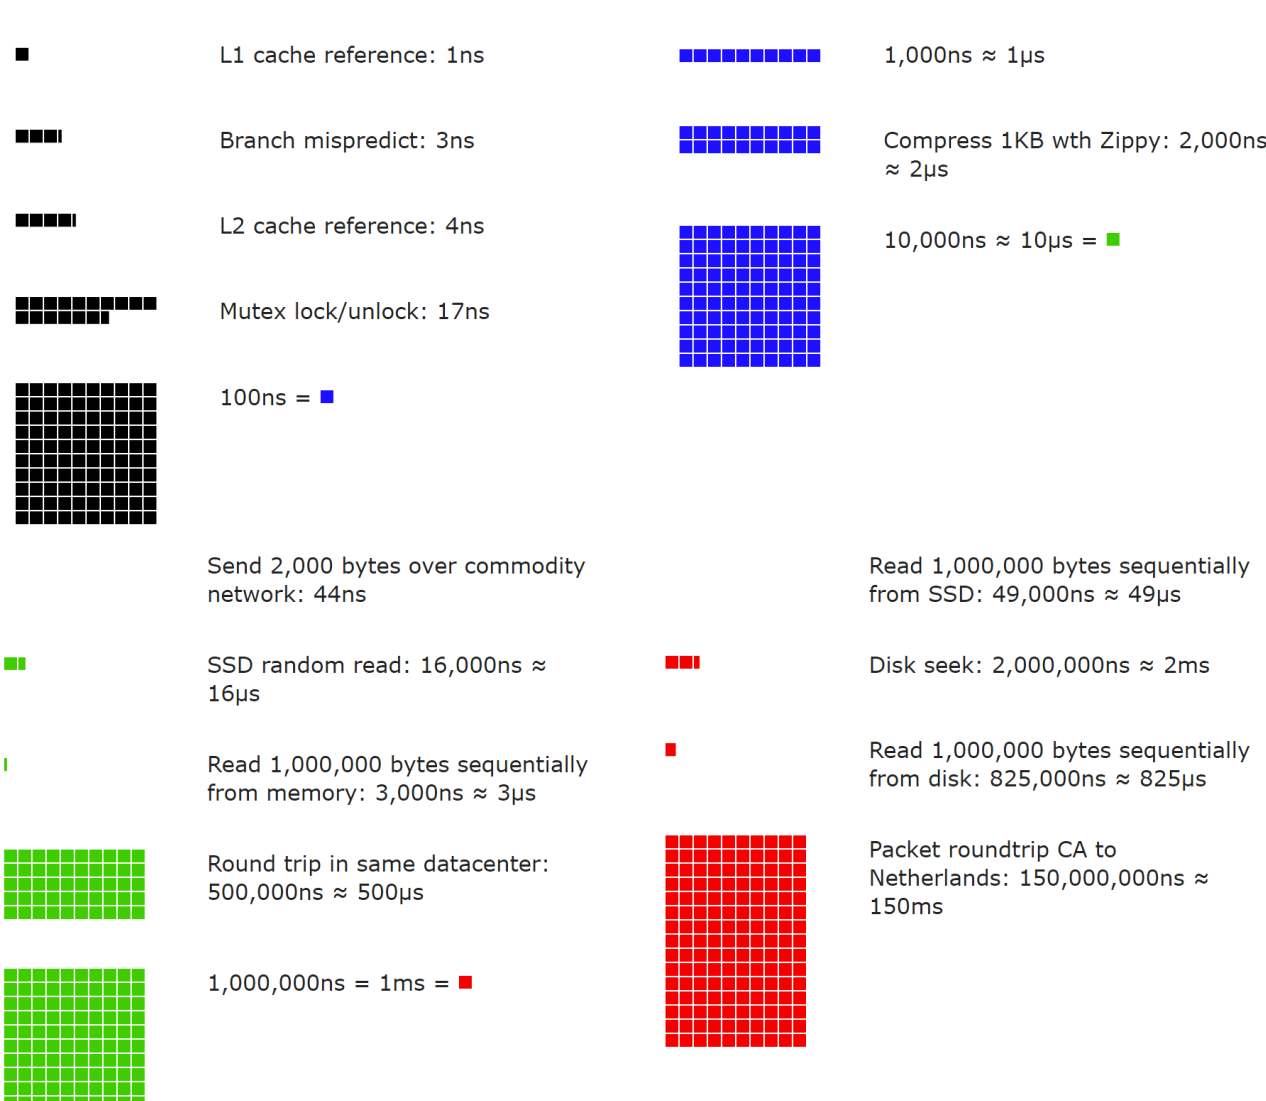 L1 cache reference: 1ns
Branch mispredict: 3ns
L2 cache reference: 4ns
Mutex lock/unlock: 17ns
100ns =
1,000ns ≈ 1μs
Compress 1KB wth Zippy: 2,000ns
≈ 2μs
10,000ns ≈ 10μs =
Send 2,000 bytes over commodity
network: 44ns
SSD random read: 16,000ns ≈
16μs
Read 1,000,000 bytes sequentially
from memory: 3,000ns ≈ 3μs
Round trip in same datacenter:
500,000ns ≈ 500μs
1,000,000ns = 1ms =
Read 1,000,000 bytes sequentially
from SSD: 49,000ns ≈ 49μs
Disk seek: 2,000,000ns ≈ 2ms
Read 1,000,000 bytes sequentially
from disk: 825,000ns ≈ 825μs
Packet roundtrip CA to
Netherlands: 150,000,000ns ≈
150ms